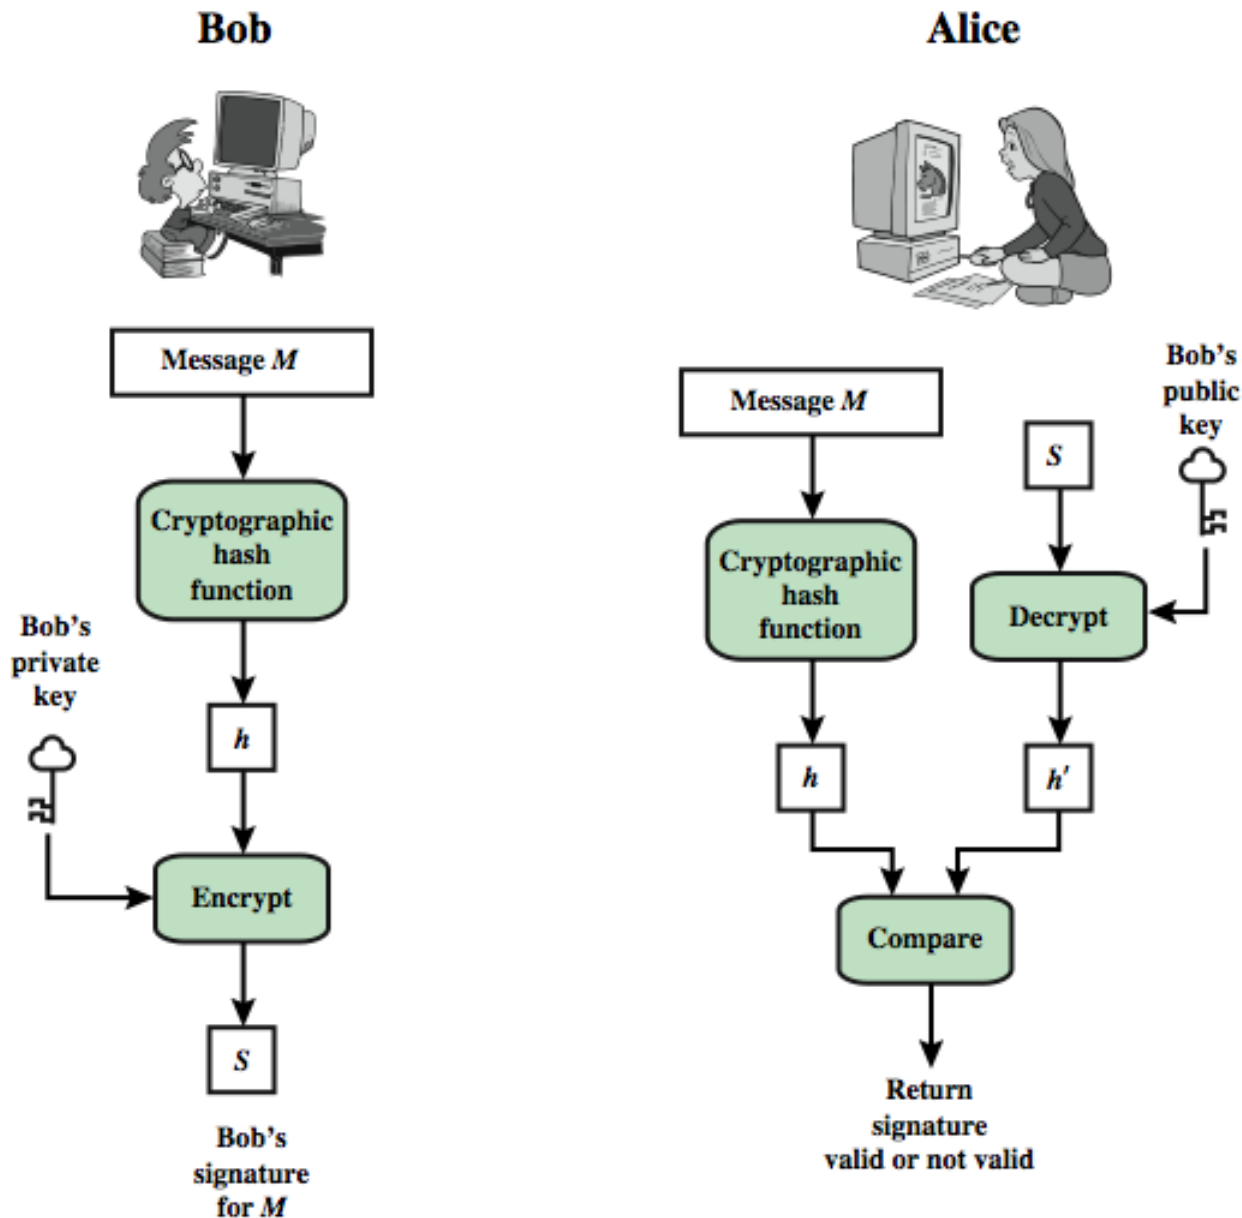 Bob
Message M
Cryptographic
hash
function
Bob's
private
key
h
Encrypt
S
Bob's
signature
for M
Alice
Message M
Bob's
public
key
S
Cryptographic
hash
function
Decrypt
h
h'
Compare
Return
signature
valid or not valid